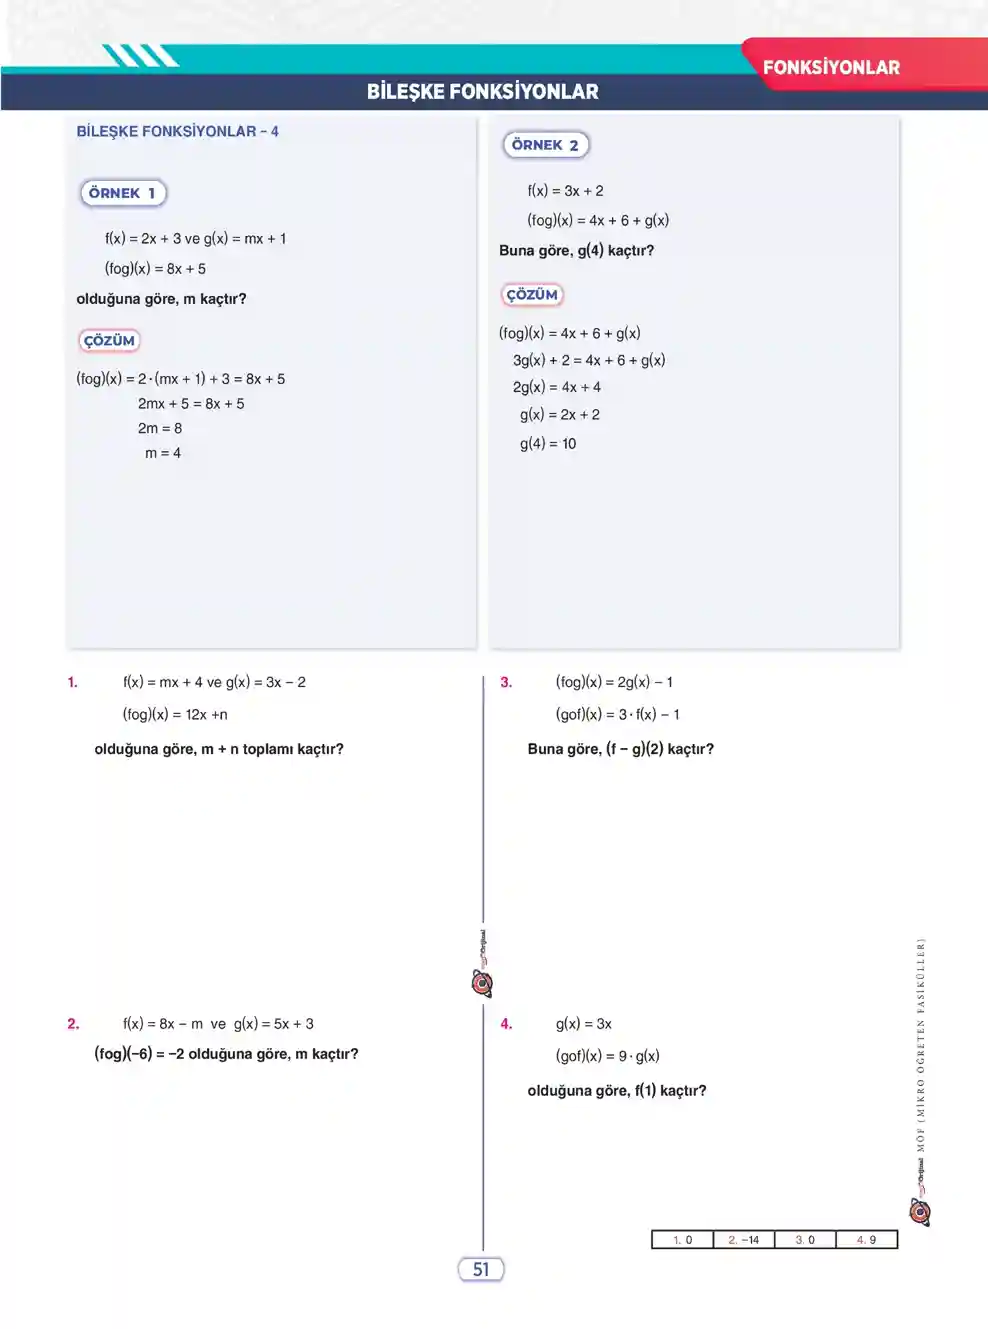 FONKSİYONLAR
BİLEŞKE FONKSİYONLAR
BİLEŞKE FONKSİYONLAR - 4
ÖRNEK 1
f(x) = 2x + 3 ve g(x) = mx + 1
(fog)(x) = 8x + 5
olduğuna göre, m kaçtır?
ÇÖZÜM
(fog)(x) = 2·(mx + 1) + 3 = 8x + 5
2mx + 5 = 8x + 5
2m = 8
m = 4
ÖRNEK 2
f(x) = 3x + 2
(fog)(x) = 4x + 6 + g(x)
Buna göre, g(4) kaçtır?
ÇÖZÜM
(fog)(x) = 4x + 6 + g(x)
3g(x) + 2 = 4x + 6 + g(x)
2g(x) = 4x + 4
g(x) = 2x + 2
g(4) = 10
1. f(x) = mx + 4 ve g(x) = 3x – 2
(fog)(x) = 12x +n
olduğuna göre, m + n toplamı kaçtır?
2. f(x) = 8x – m ve g(x) = 5x + 3
(fog)(–6) = –2 olduğuna göre, m kaçtır?
3. (fog)(x) = 2g(x) – 1
(gof)(x) = 3·f(x) – 1
Buna göre, (f – g)(2) kaçtır?
4. g(x) = 3x
(gof)(x) = 9·g(x)
olduğuna göre, f(1) kaçtır?
Orijinal
Orijinal MÖF (MİKRO ÖĞRETEN FASİKÜLLER)
1. 0 2. –14 3. 0 4. 9
51